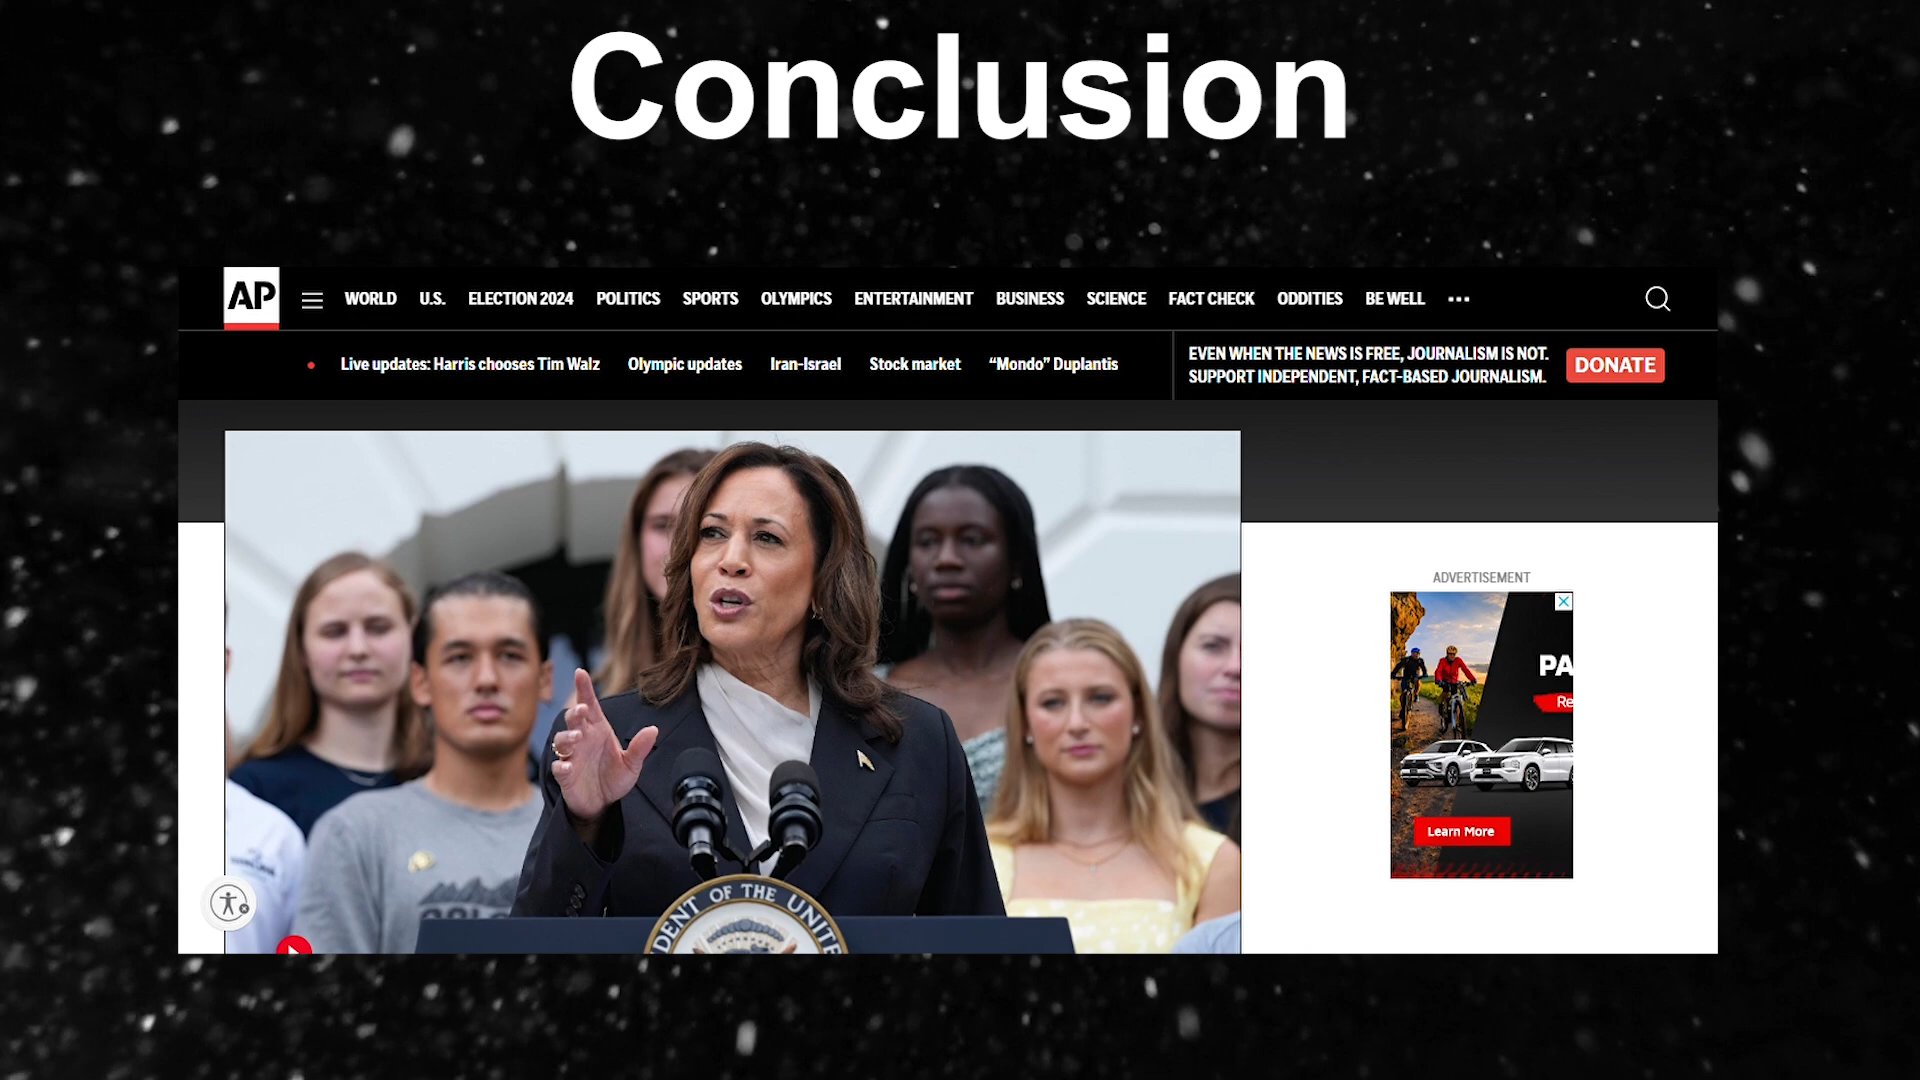 Conclusion
AP
WORLD U.S. ELECTION 2024 POLITICS SPORTS OLYMPICS ENTERTAINMENT BUSINESS SCIENCE FACT CHECK ODDITIES BE WELL
Live updates: Harris chooses Tim Walz Olympic updates Iran-Israel Stock market “Mondo” Duplantis
EVEN WHEN THE NEWS IS FREE, JOURNALISM IS NOT.
SUPPORT INDEPENDENT, FACT-BASED JOURNALISM.
DONATE
ADVERTISEMENT
PA
Re
Learn More
DENT OF THE UNITE